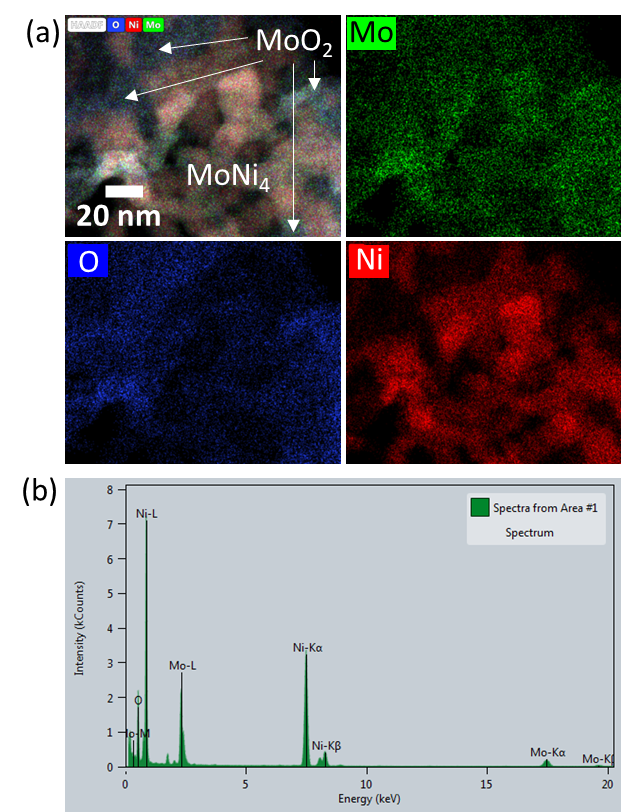 (a)
HAADF O Ni Mo
MoO2
MoNi4
20 nm
Mo
O
Ni
(b)
8
7
6
5
4
3
2
1
0
Intensity (kCounts)
Ni-L
Mo-L
O
Ni-Kα
Ni-Kβ
Mo-Kα
Spectra from Area #1
Spectrum
0 5 10 15 20
Energy (keV)